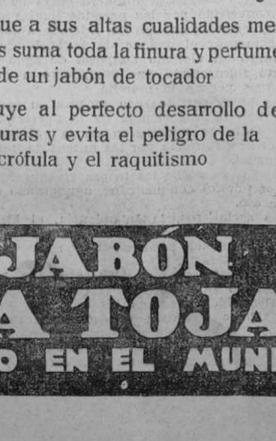 ue a sus altas cualidades me
s suma toda la finura y perfume
de un jabón de tocador
uye al perfecto desarrollo de
uras y evita el peligro de la
crófula y el raquitismo
JABÓN
A TOJA
O EN EL MUN